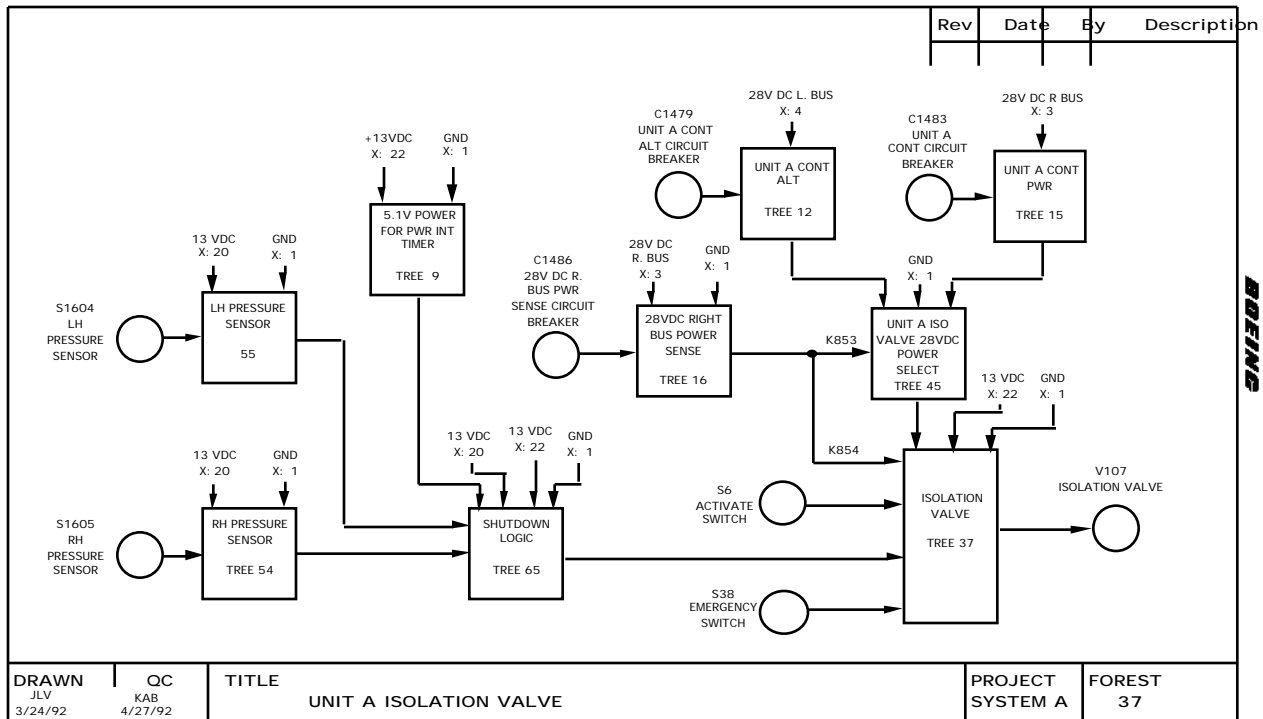 Rev Date By Description
28V DC L. BUS
X: 4
28V DC R BUS
X: 3
C1479
UNIT A CONT
ALT CIRCUIT
BREAKER
C1483
UNIT A
CONT CIRCUIT
BREAKER
+13VDC
X: 22
GND
X: 1
UNIT A CONT
ALT
TREE 12
UNIT A CONT
PWR
TREE 15
5.1V POWER
FOR PWR INT
TIMER
TREE 9
13 VDC
X: 20
GND
X: 1
C1486
28V DC R.
BUS PWR
SENSE CIRCUIT
BREAKER
28V DC
R. BUS
X: 3
GND
X: 1
GND
X: 1
S1604
LH
PRESSURE
SENSOR
LH PRESSURE
SENSOR
55
28VDC RIGHT
BUS POWER
SENSE
TREE 16
K853
UNIT A ISO
VALVE 28VDC
POWER
SELECT
TREE 45
BOEING
13 VDC
X: 22
GND
X: 1
13 VDC
X: 20
GND
X: 1
13 VDC
X: 20
13 VDC
X: 22
GND
X: 1
K854
S6
ACTIVATE
SWITCH
ISOLATION
VALVE
TREE 37
V107
ISOLATION VALVE
S1605
RH
PRESSURE
SENSOR
RH PRESSURE
SENSOR
TREE 54
SHUTDOWN
LOGIC
TREE 65
S38
EMERGENCY
SWITCH
DRAWN
JLV
3/24/92
QC
KAB
4/27/92
TITLE
UNIT A ISOLATION VALVE
PROJECT
SYSTEM A
FOREST
37